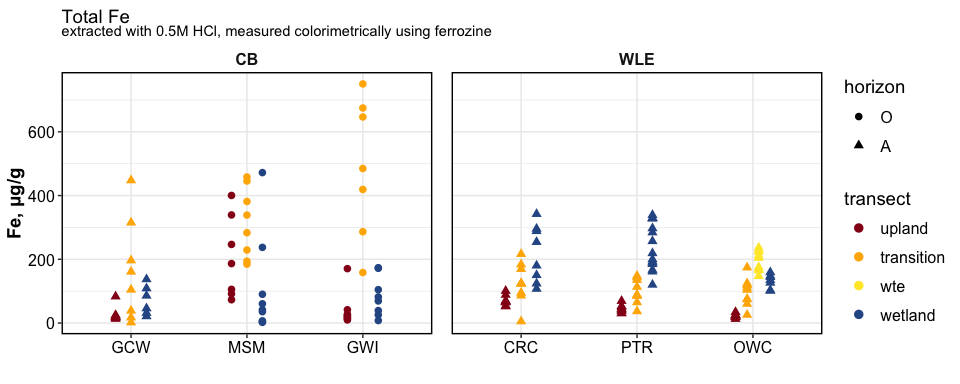 Total Fe
extracted with 0.5M HCl, measured colorimetrically using ferrozine
CB
WLE
Fe, μg/g
600
400
200
0
GCW
MSM
GWI
CRC
PTR
OWC
horizon
O
A
transect
upland
transition
wte
wetland